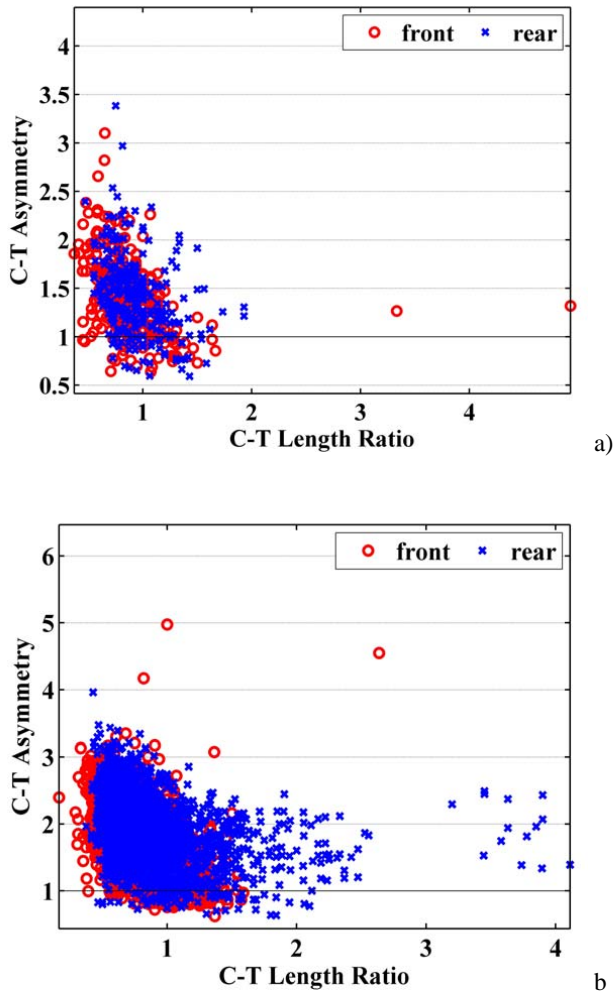 front rear
4
3.5
3
2.5
2
1.5
1
0.5
C-T Asymmetry
1 2 3 4
C-T Length Ratio
a)
front rear
6
5
4
3
2
1
C-T Asymmetry
1 2 3 4
C-T Length Ratio
b